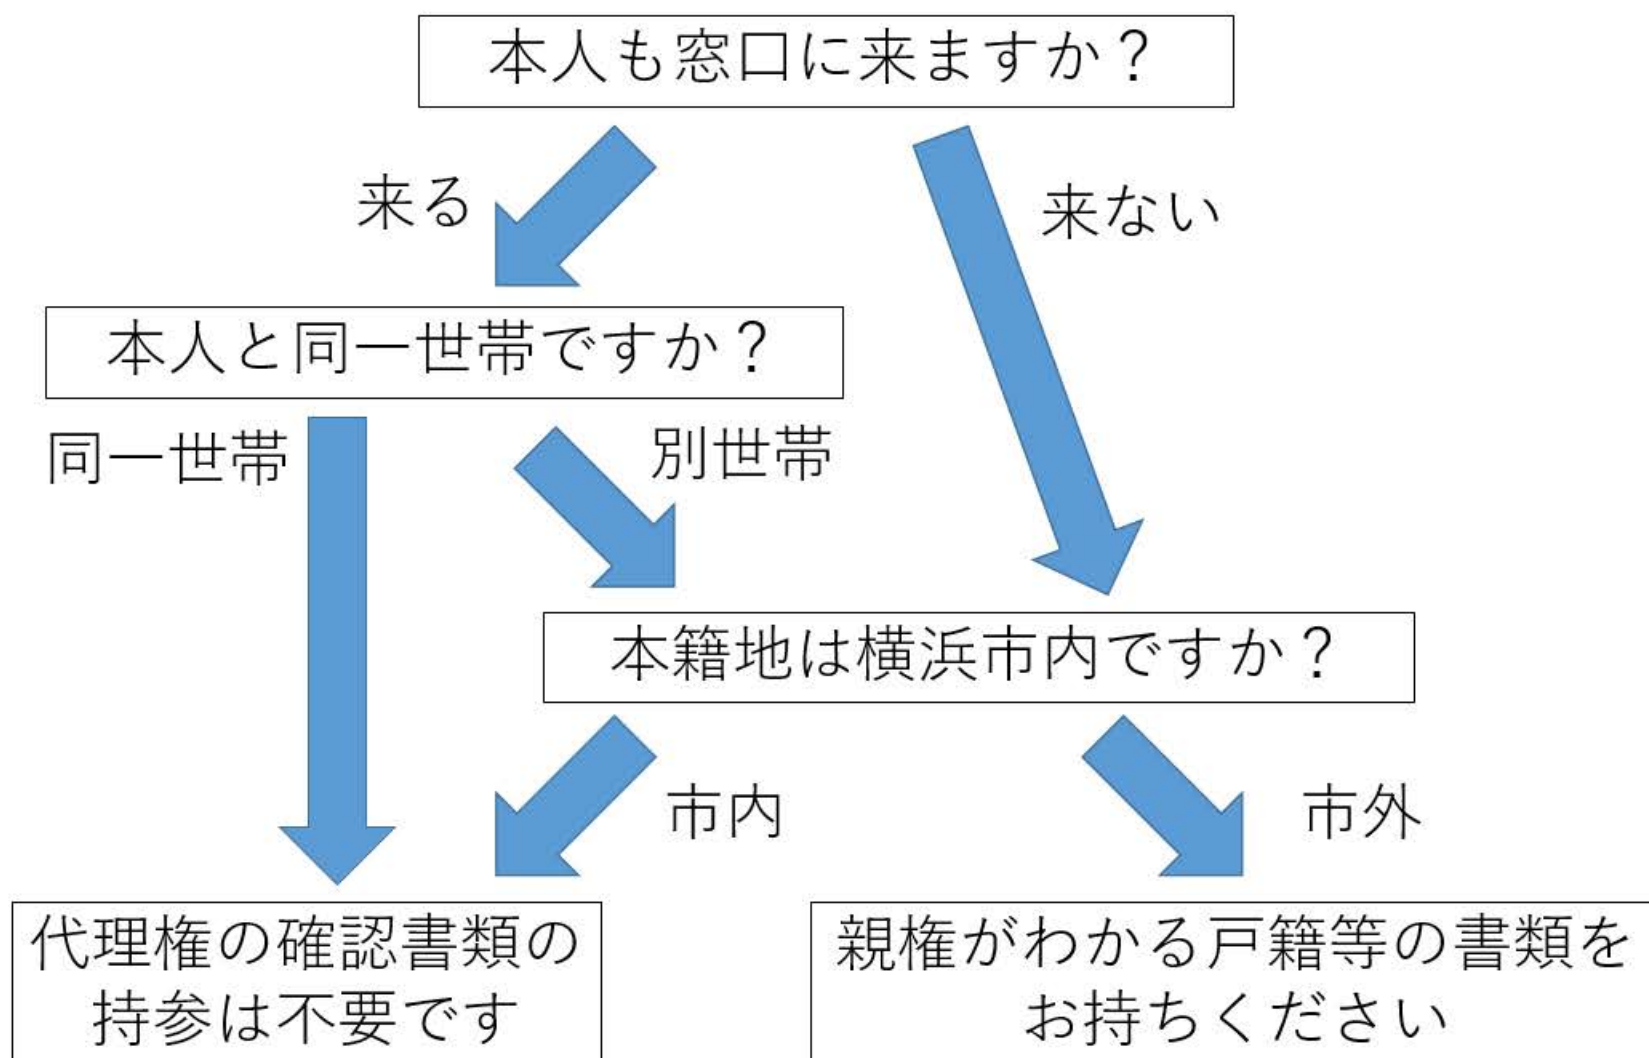 本人も窓口に来ますか？
来る
来ない
本人と同一世帯ですか？
同一世帯
別世帯
本籍地は横浜市内ですか？
市内
市外
代理権の確認書類の
持参は不要です
親権がわかる戸籍等の書類を
お持ちください